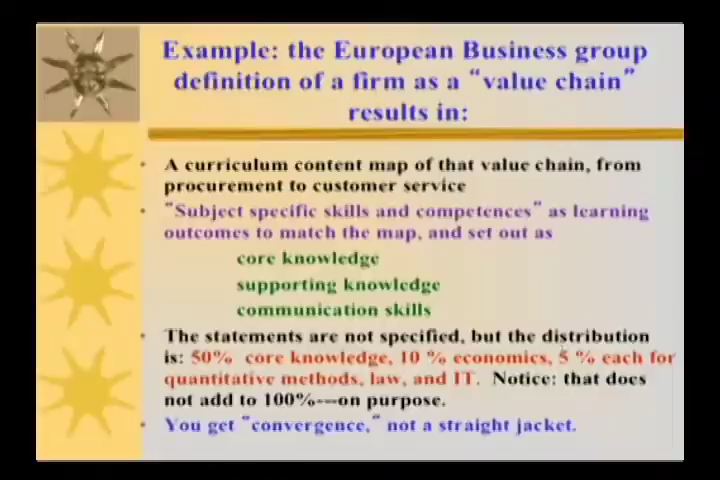 Example: the European Business group
definition of a firm as a “value chain”
results in:
• A curriculum content map of that value chain, from
procurement to customer service
• “Subject specific skills and competences” as learning
outcomes to match the map, and set out as
core knowledge
supporting knowledge
communication skills
• The statements are not specified, but the distribution
is: 50% core knowledge, 10 % economics, 5 % each for
quantitative methods, law, and IT. Notice: that does
not add to 100%---on purpose.
• You get “convergence,” not a straight jacket.